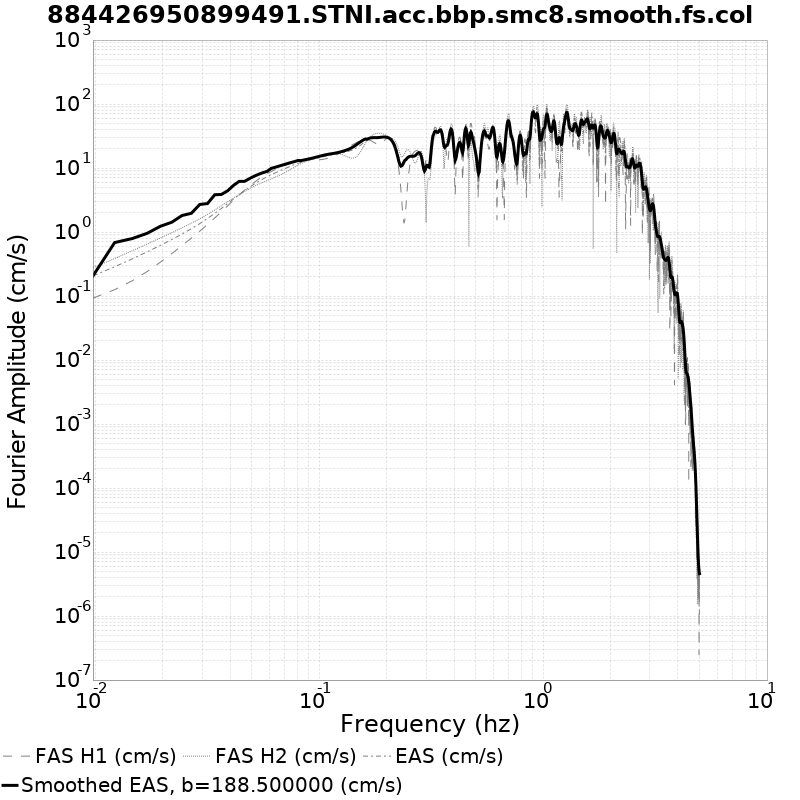 884426950899491.STNI.acc.bbp.smc8.smooth.fs.col
10^3
10^2
10^1
10^0
10^-1
10^-2
10^-3
10^-4
10^-5
10^-6
10^-7
Fourier Amplitude (cm/s)
10^-2 10^-1 10^0 10^1
Frequency (hz)
FAS H1 (cm/s) FAS H2 (cm/s) EAS (cm/s)
Smoothed EAS, b=188.500000 (cm/s)